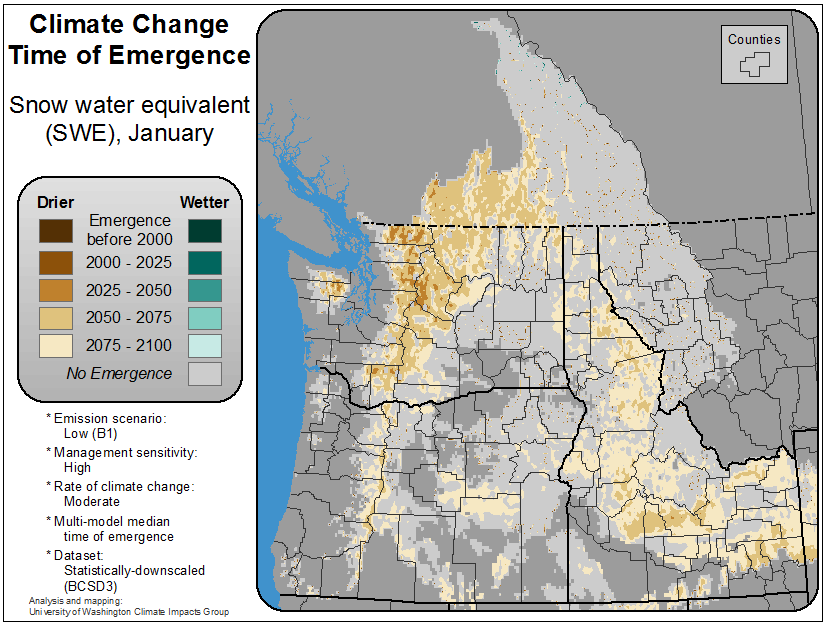 Climate Change
Time of Emergence
Snow water equivalent
(SWE), January
Drier
Wetter
Emergence
before 2000
2000 - 2025
2025 - 2050
2050 - 2075
2075 - 2100
No Emergence
* Emission scenario:
Low (B1)
* Management sensitivity:
High
* Rate of climate change:
Moderate
* Multi-model median
time of emergence
* Dataset:
Statistically-downscaled
(BCSD3)
Analysis and mapping:
University of Washington Climate Impacts Group
Counties